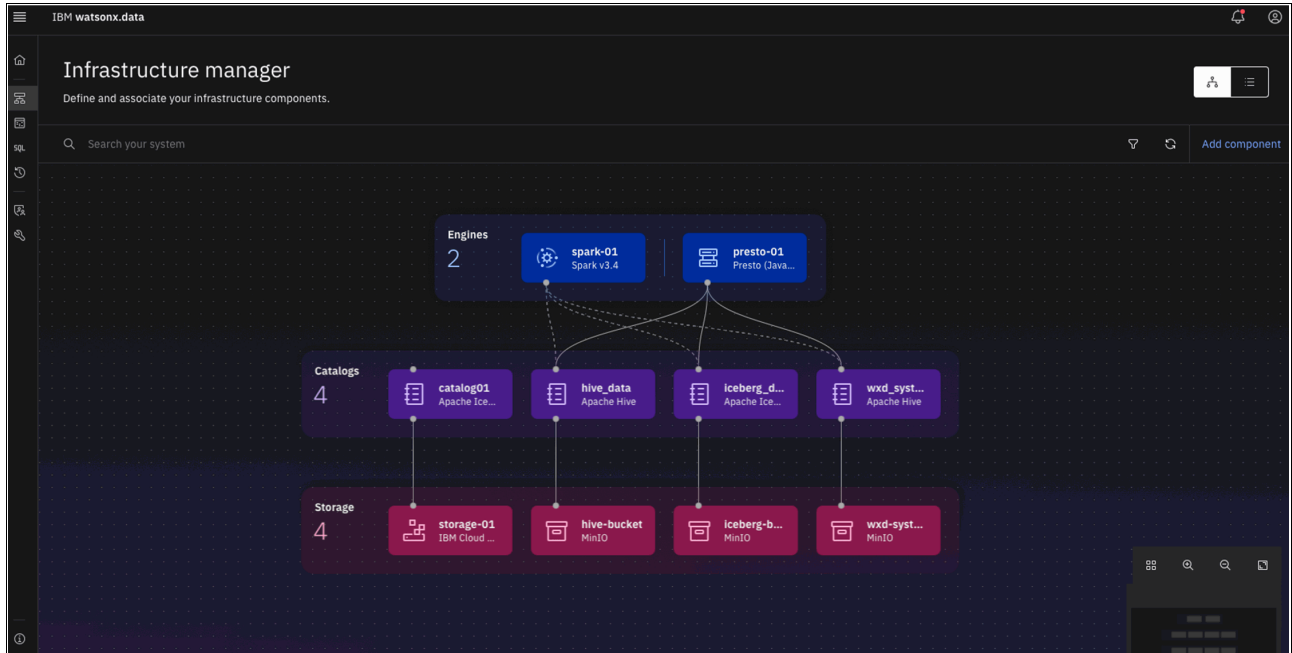 IBM watsonx.data
Infrastructure manager
Define and associate your infrastructure components.
Search your system
Add component
SQL
Engines
2
spark-01
Spark v3.4
presto-01
Presto (Java...
Catalogs
4
catalog01
Apache Ice...
hive_data
Apache Hive
iceberg_d...
Apache Ice...
wxd_syst...
Apache Hive
Storage
4
storage-01
IBM Cloud ...
hive-bucket
MinIO
iceberg-b...
MinIO
wxd-syst...
MinIO